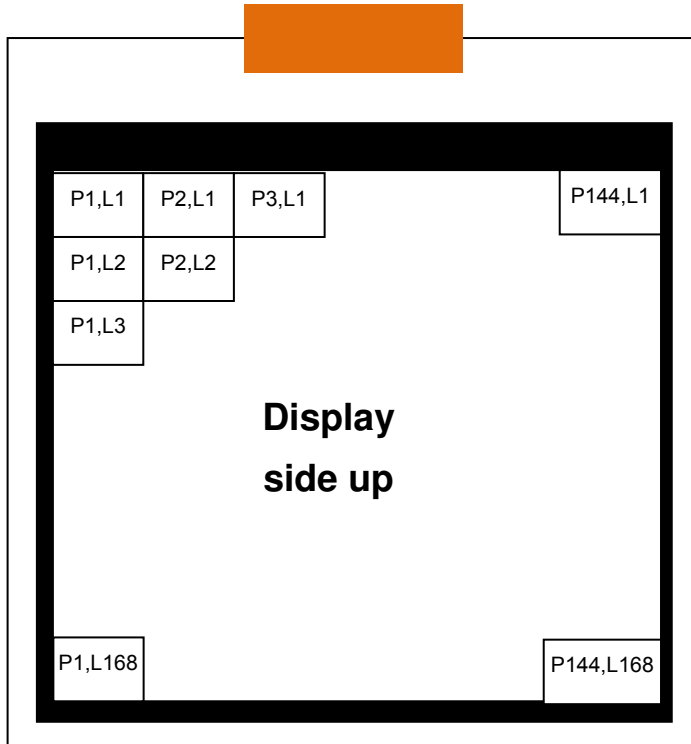 P1,L1 P2,L1 P3,L1 P144,L1
P1,L2 P2,L2
P1,L3
Display
side up
P1,L168 P144,L168